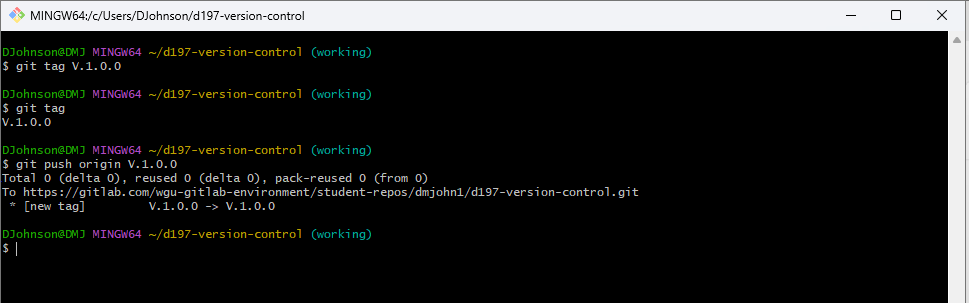 MINGW64:/c/Users/DJohnson/d197-version-control
DJohnson@DMJ MINGW64 ~/d197-version-control (working)
$ git tag V.1.0.0
DJohnson@DMJ MINGW64 ~/d197-version-control (working)
$ git tag
V.1.0.0
DJohnson@DMJ MINGW64 ~/d197-version-control (working)
$ git push origin V.1.0.0
Total 0 (delta 0), reused 0 (delta 0), pack-reused 0 (from 0)
To https://gitlab.com/wgu-gitlab-environment/student-repos/dmjohn1/d197-version-control.git
 * [new tag]         V.1.0.0 -> V.1.0.0
DJohnson@DMJ MINGW64 ~/d197-version-control (working)
$